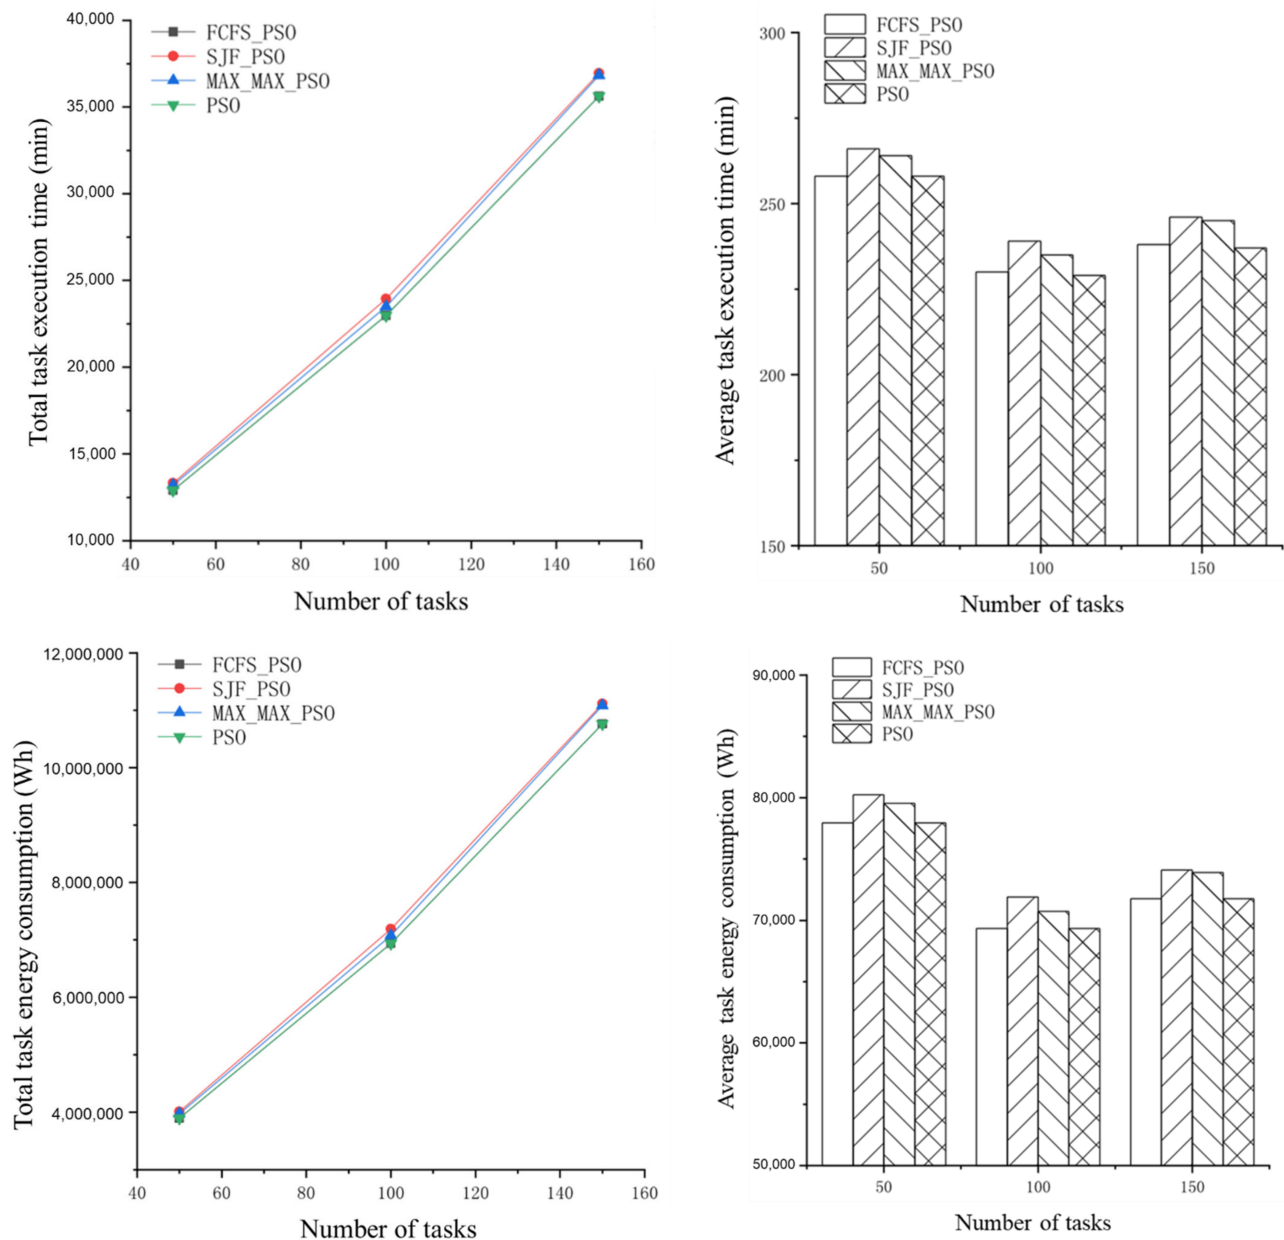 40,000
35,000
30,000
25,000
20,000
15,000
10,000
Total task execution time (min)
FCFS_PSO
SJF_PSO
MAX_MAX_PSO
PSO
40 60 80 100 120 140 160
Number of tasks
300
250
200
150
Average task execution time (min)
FCFS_PSO
SJF_PSO
MAX_MAX_PSO
PSO
50 100 150
Number of tasks
12,000,000
10,000,000
8,000,000
6,000,000
4,000,000
Total task energy consumption (Wh)
FCFS_PSO
SJF_PSO
MAX_MAX_PSO
PSO
40 60 80 100 120 140 160
Number of tasks
90,000
80,000
70,000
60,000
50,000
Average task energy consumption (Wh)
FCFS_PSO
SJF_PSO
MAX_MAX_PSO
PSO
50 100 150
Number of tasks